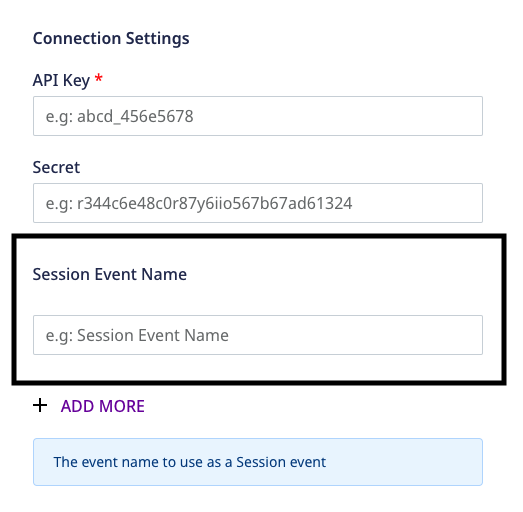 Connection Settings
API Key *
e.g: abcd_456e5678
Secret
e.g: r344c6e48c0r87y6iio567b67ad61324
Session Event Name
e.g: Session Event Name
+ ADD MORE
The event name to use as a Session event